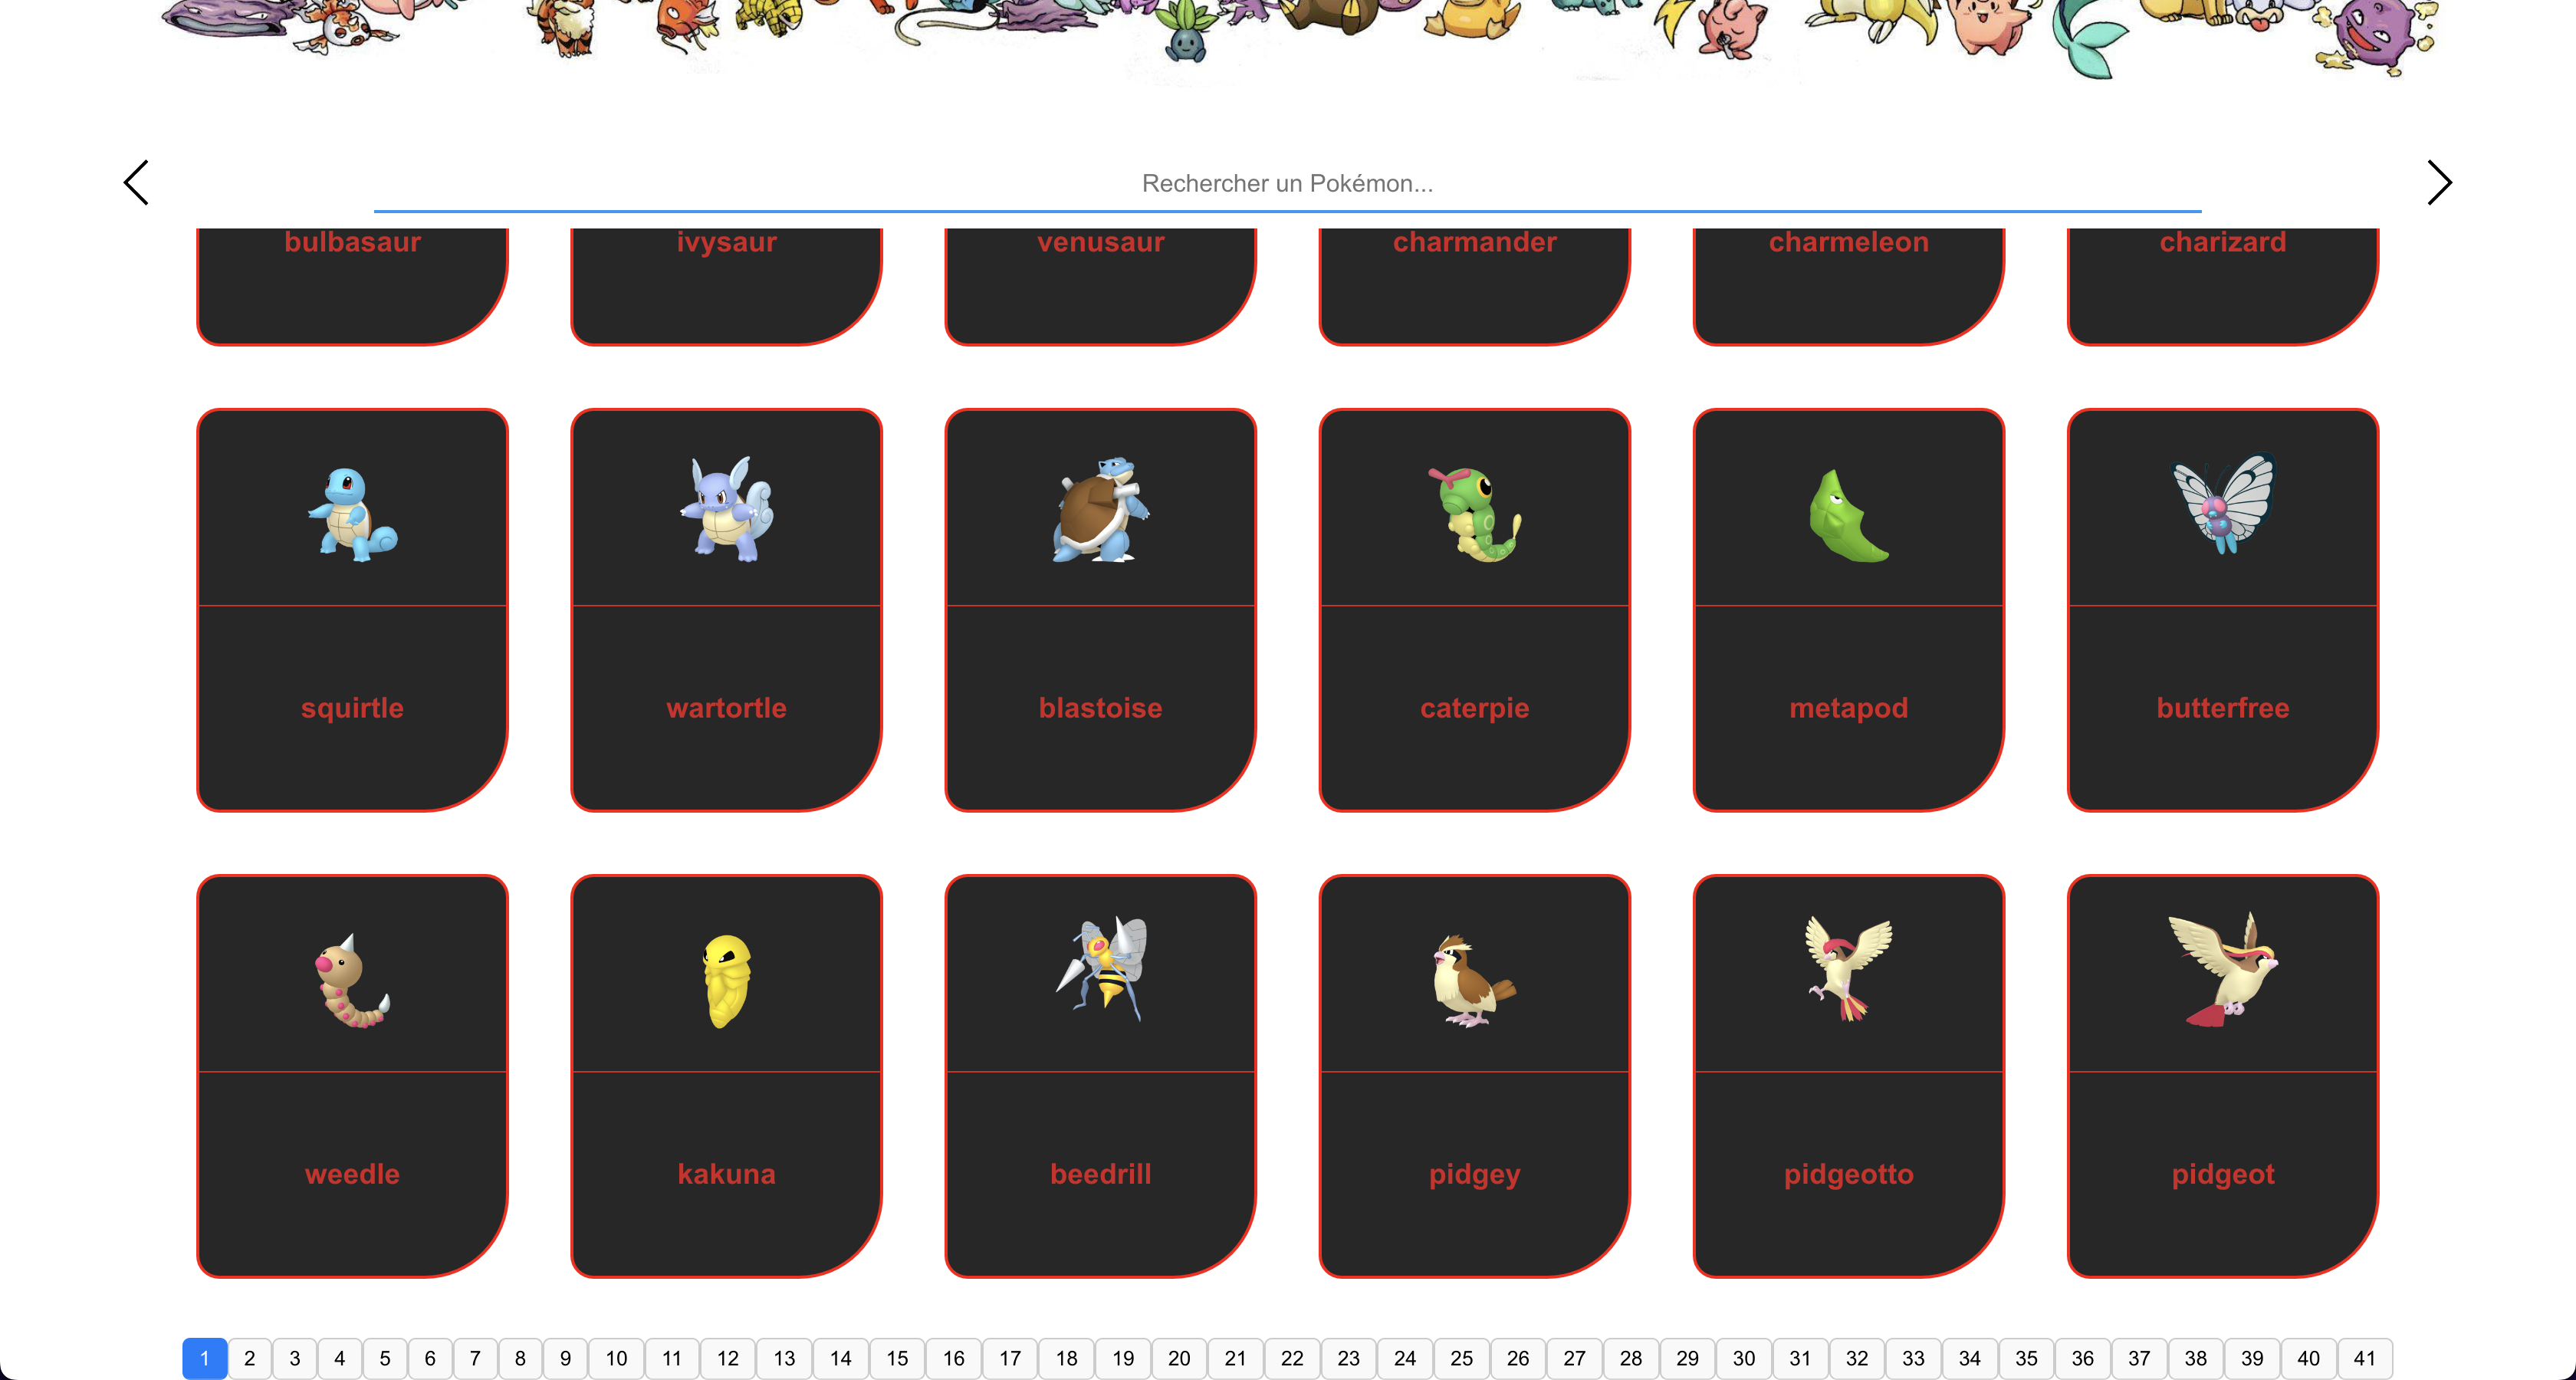 Rechercher un Pokémon...
bulbasaur ivysaur venusaur charmander charmeleon charizard
squirtle wartortle blastoise caterpie metapod butterfree
weedle kakuna beedrill pidgey pidgeotto pidgeot
1 2 3 4 5 6 7 8 9 10 11 12 13 14 15 16 17 18 19 20 21 22 23 24 25 26 27 28 29 30 31 32 33 34 35 36 37 38 39 40 41